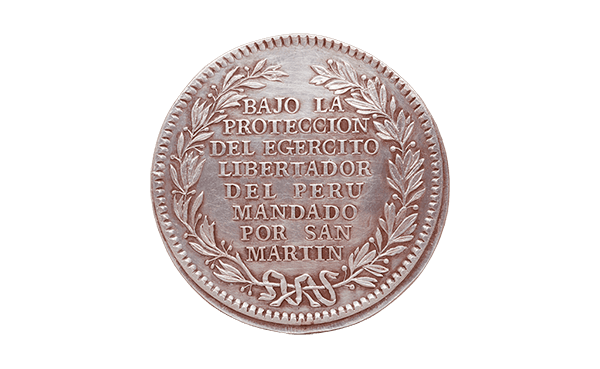 BAJO LA
PROTECCION
DEL EGERCITO
LIBERTADOR
DEL PERU
MANDADO
POR SAN
MARTIN